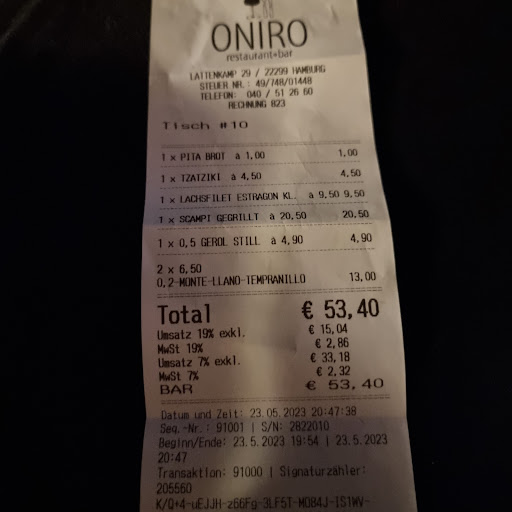 ONIRO
restaurant+bar
LATTENKAMP 29 / 22299 HAMBURG
STEUER NR.: 49/748/01448
TELEFON: 040 / 51 26 60
RECHNUNG 823
Tisch #10
1 x PITA BROT à 1,00 1,00
1 x TZATZIKI à 4,50 4,50
1 x LACHSFILET ESTRAGON KL. à 9,50 9,50
1 x SCAMPI GEGRILLT à 20,50 20,50
1 x 0,5 GEROL STILL à 4,90 4,90
2 x 6,50
0,2-MONTE-LLANO-TEMPRANILLO 13,00
Total € 53,40
Umsatz 19% exkl. € 15,04
MwSt 19% € 2,86
Umsatz 7% exkl. € 33,18
MwSt 7% € 2,32
BAR € 53,40
Datum und Zeit: 23.05.2023 20:47:38
Seq.-Nr.: 91001 | S/N: 2822010
Beginn/Ende: 23.5.2023 19:54 | 23.5.2023
20:47
Transaktion: 91000 | Signaturzähler:
205560
K/Q+4-uEJJH-z66Fg-3LF5T-M084J-IS1WV-